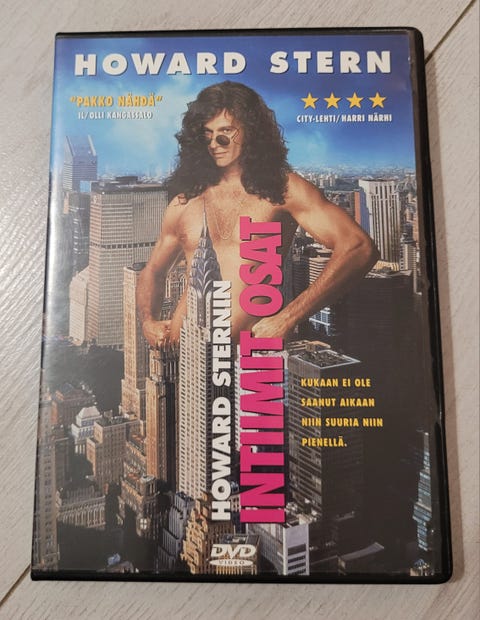 HOWARD STERN
"PAKKO NÄHDÄ"
IL/OLLI KANGASSALO
CITY-LEHTI/HARRI NÄRHI
HOWARD STERNIN
INTIIMIT OSAT
KUKAAN EI OLE
SAANUT AIKAAN
NIIN SUURIA NIIN
PIENELLÄ.
DVD
VIDEO